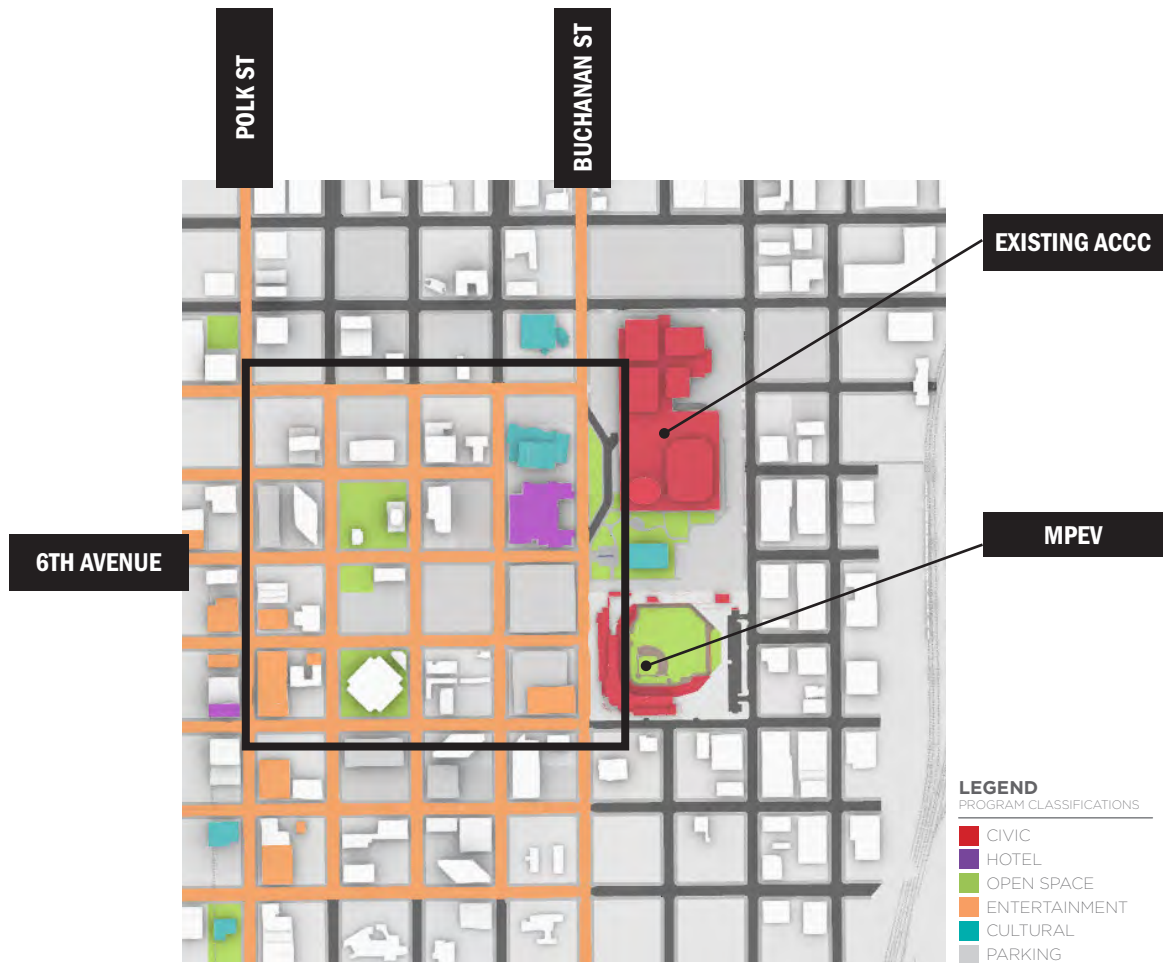 POLK ST
BUCHANAN ST
EXISTING ACCC
6TH AVENUE
MPEV
LEGEND
PROGRAM CLASSIFICATIONS
CIVIC
HOTEL
OPEN SPACE
ENTERTAINMENT
CULTURAL
PARKING